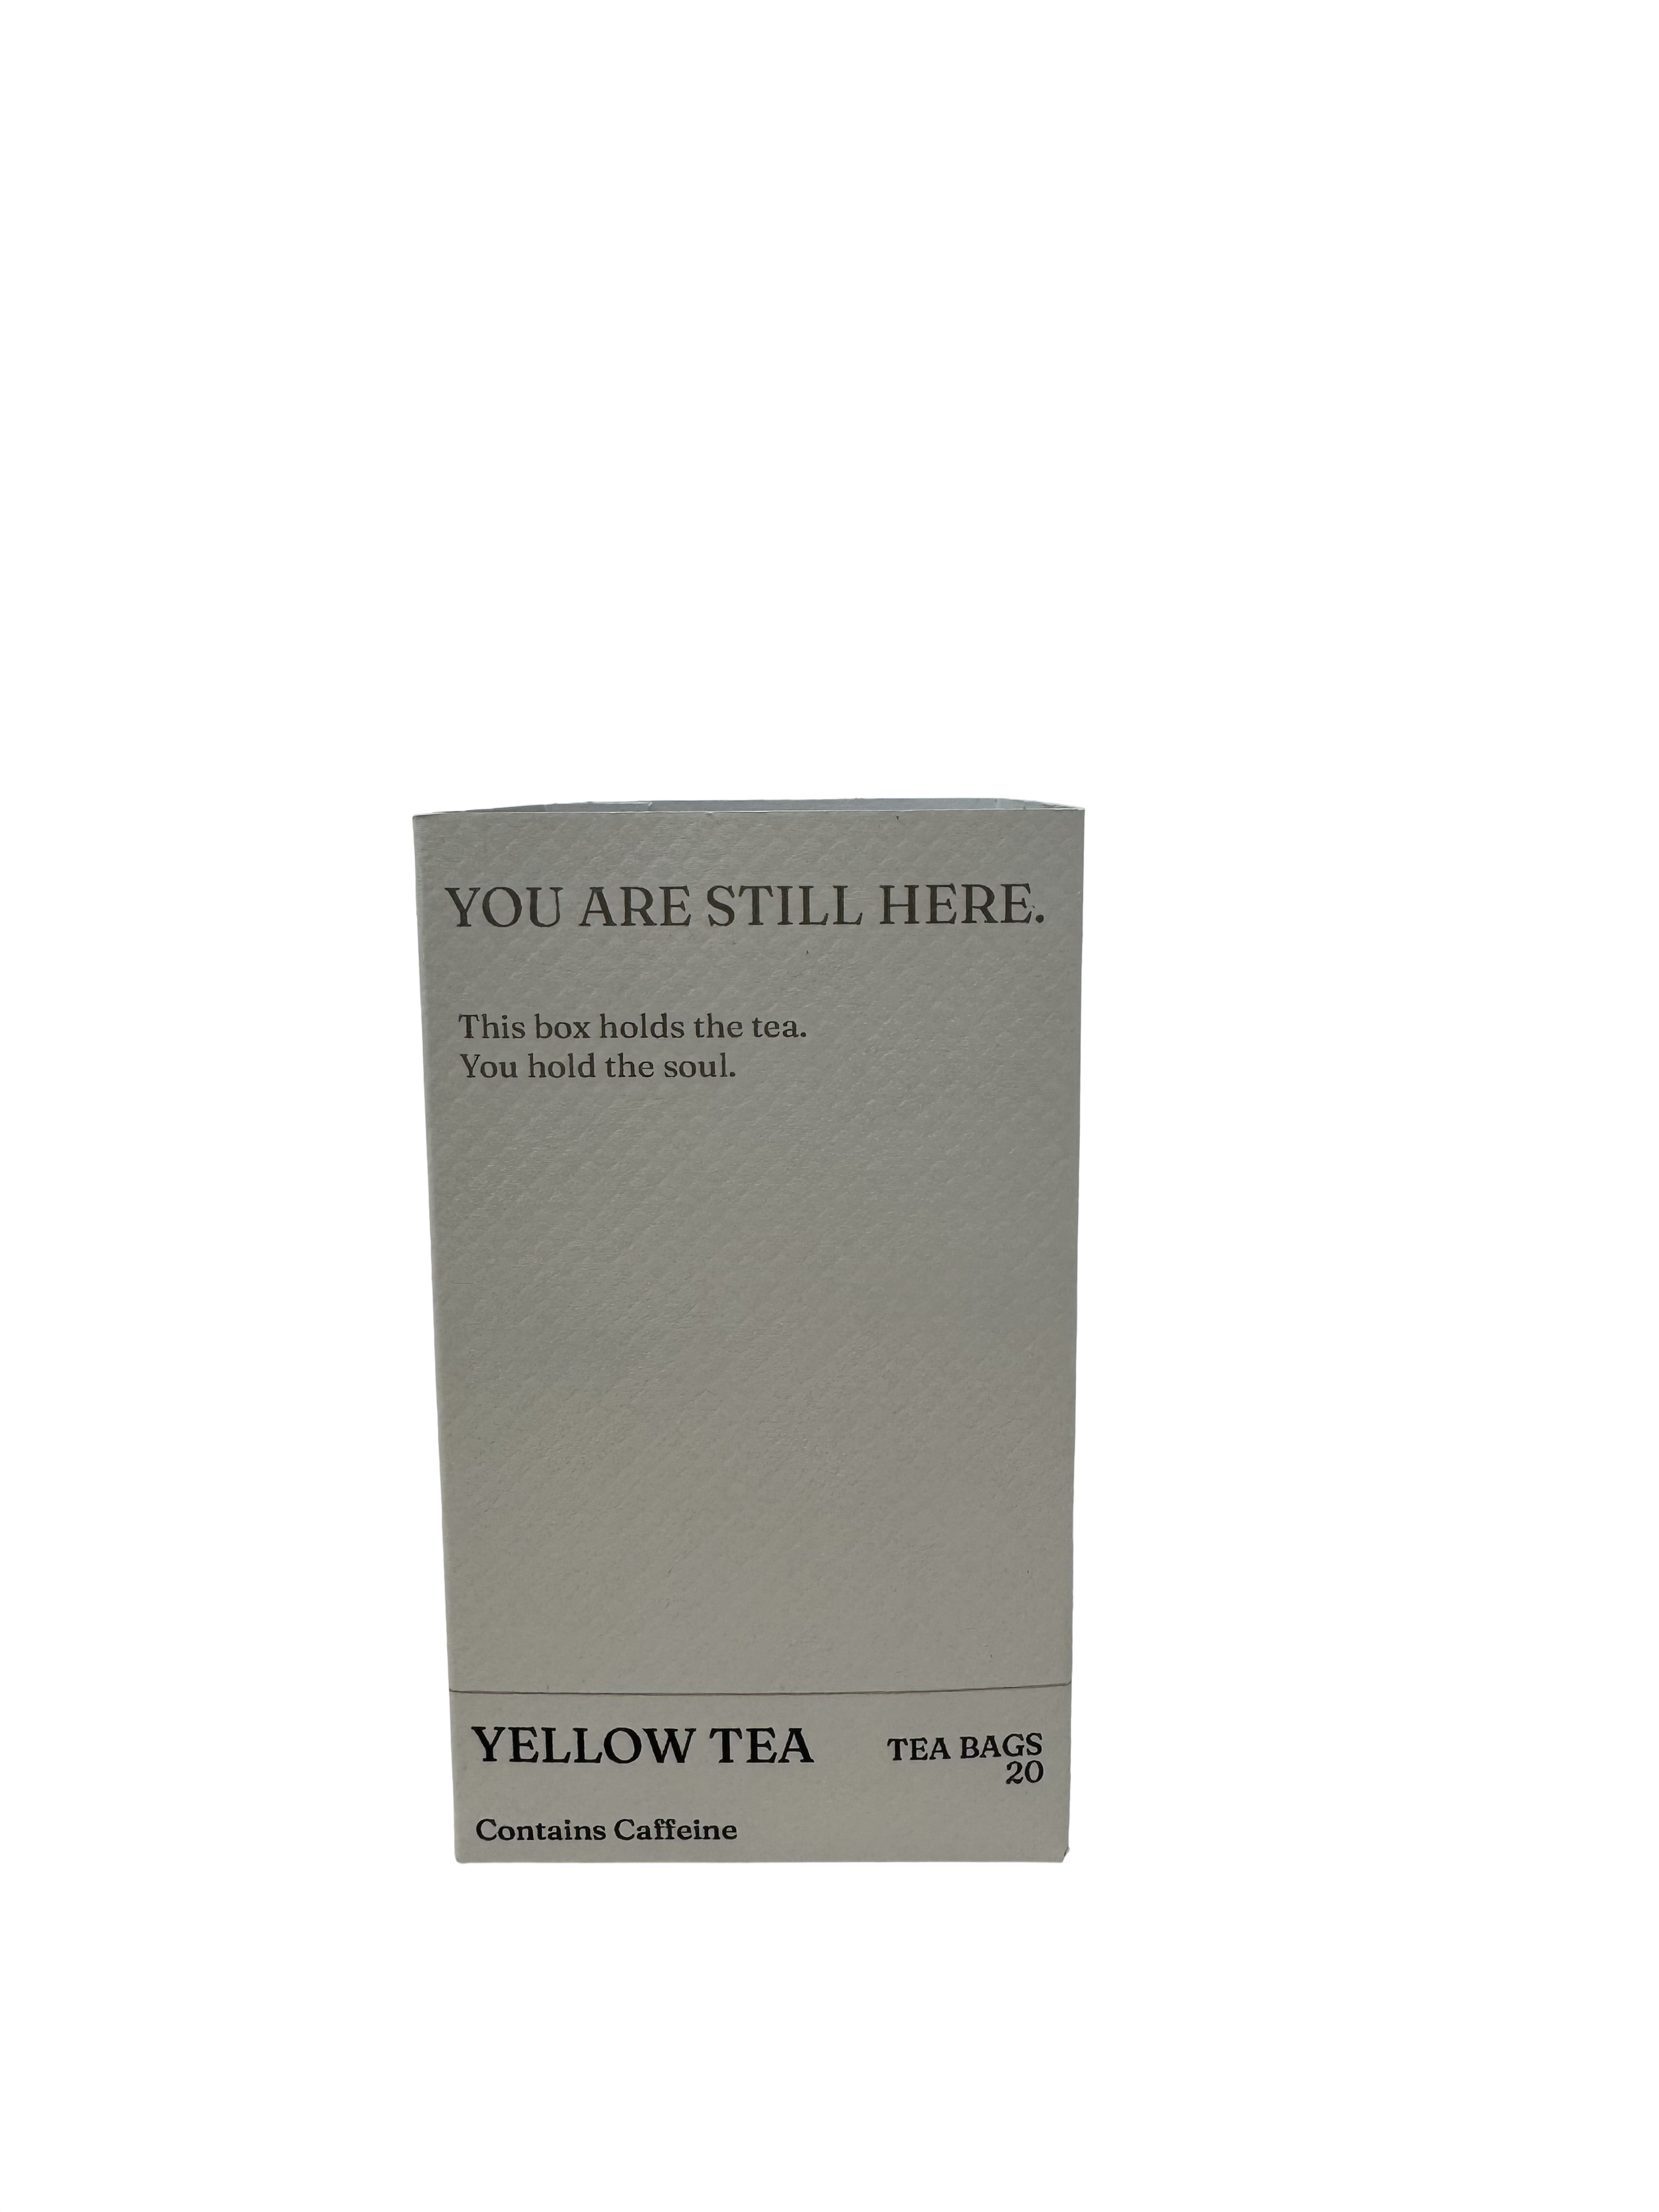 YOU ARE STILL HERE.
This box holds the tea.
You hold the soul.
YELLOW TEA
TEA BAGS
20
Contains Caffeine